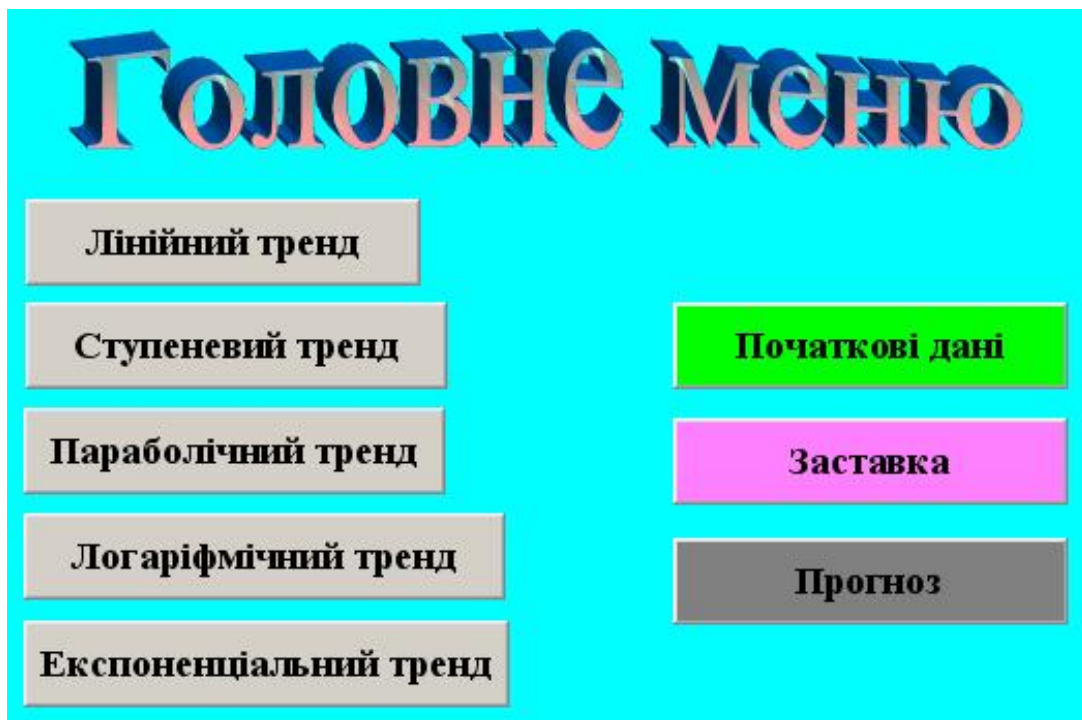 Головне меню
Лінійний тренд
Ступеневий тренд
Параболічний тренд
Логаріфмічний тренд
Експоненціальний тренд
Початкові дані
Заставка
Прогноз